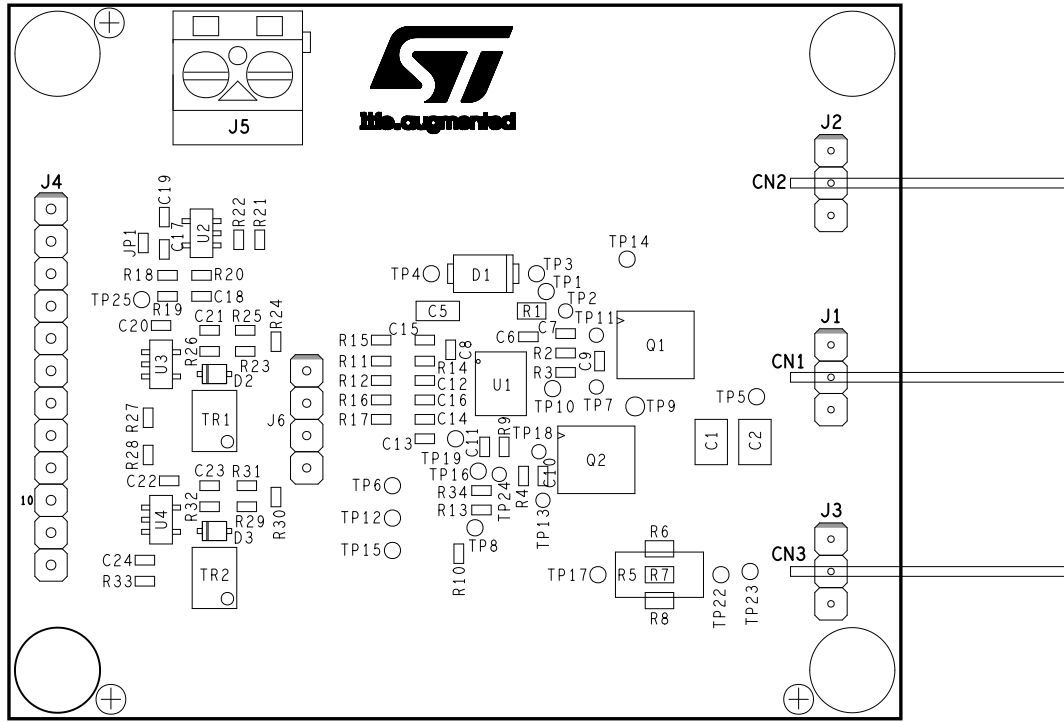 life.augmented
J5
J2
CN2
J4
C19
R22
R21
JP1
C17
U2
TP14
R18
R20
TP4
D1
TP3
TP1
TP25
R19
C18
C5
R1
TP2
C20
C21
R25
R24
R15
C15
C6
C7
TP11
Q1
J1
U3
R26
R23
R11
R14
C8
R2
C9
CN1
D2
R12
C12
U1
R3
R27
TR1
J6
R16
C16
TP10
TP7
TP9
TP5
R17
C14
R28
C13
TP19
C11
R9
TP18
Q2
C1
C2
C22
C23
R31
TP6
TP16
TP24
R4
C10
10
U4
R32
R29
R30
TP12
R34
R13
TP13
J3
D3
TP15
TP8
R6
CN3
C24
R33
TR2
R10
TP17
R5
R7
R8
TP22
TP23